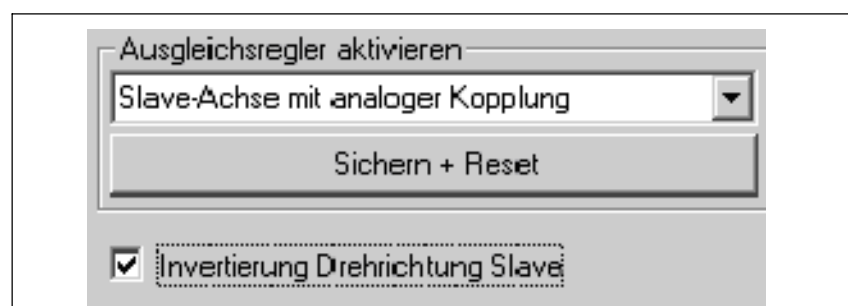 Ausgleichsregler aktivieren
Slave-Achse mit analoger Kopplung
Sichern + Reset
Invertierung Drehrichtung Slave